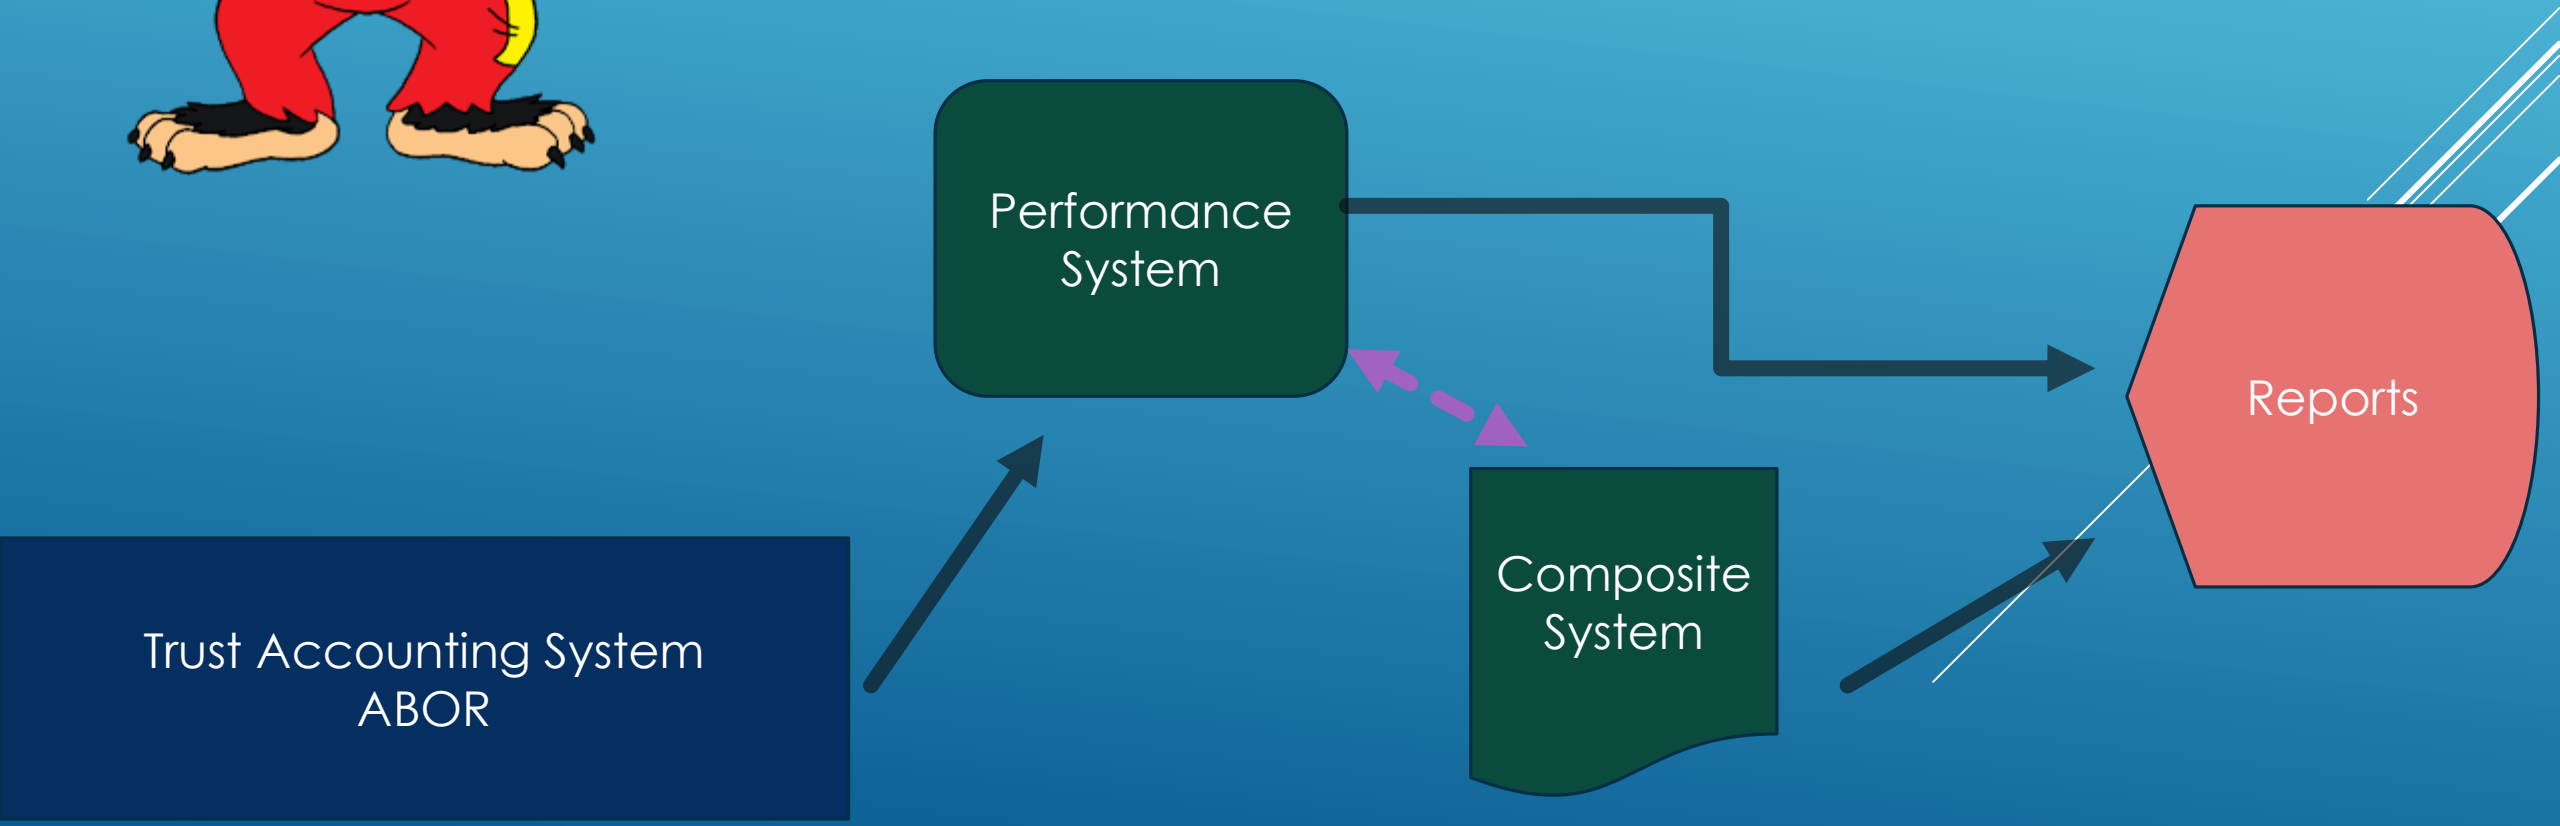 Performance
System
Reports
Composite
System
Trust Accounting System
ABOR